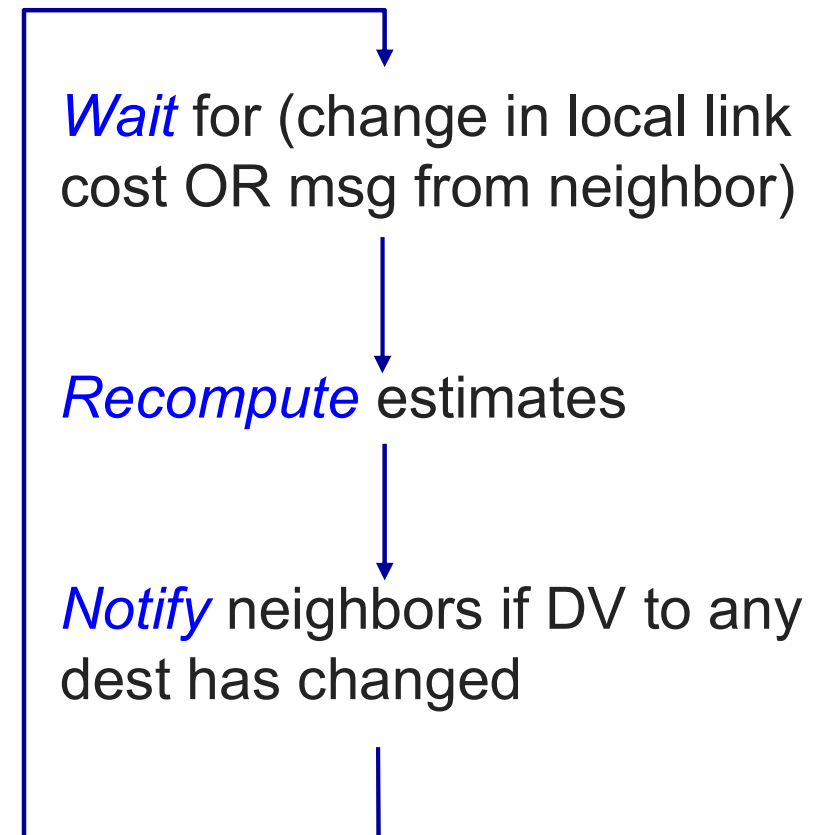 Wait for (change in local link
cost OR msg from neighbor)
Recompute estimates
Notify neighbors if DV to any
dest has changed